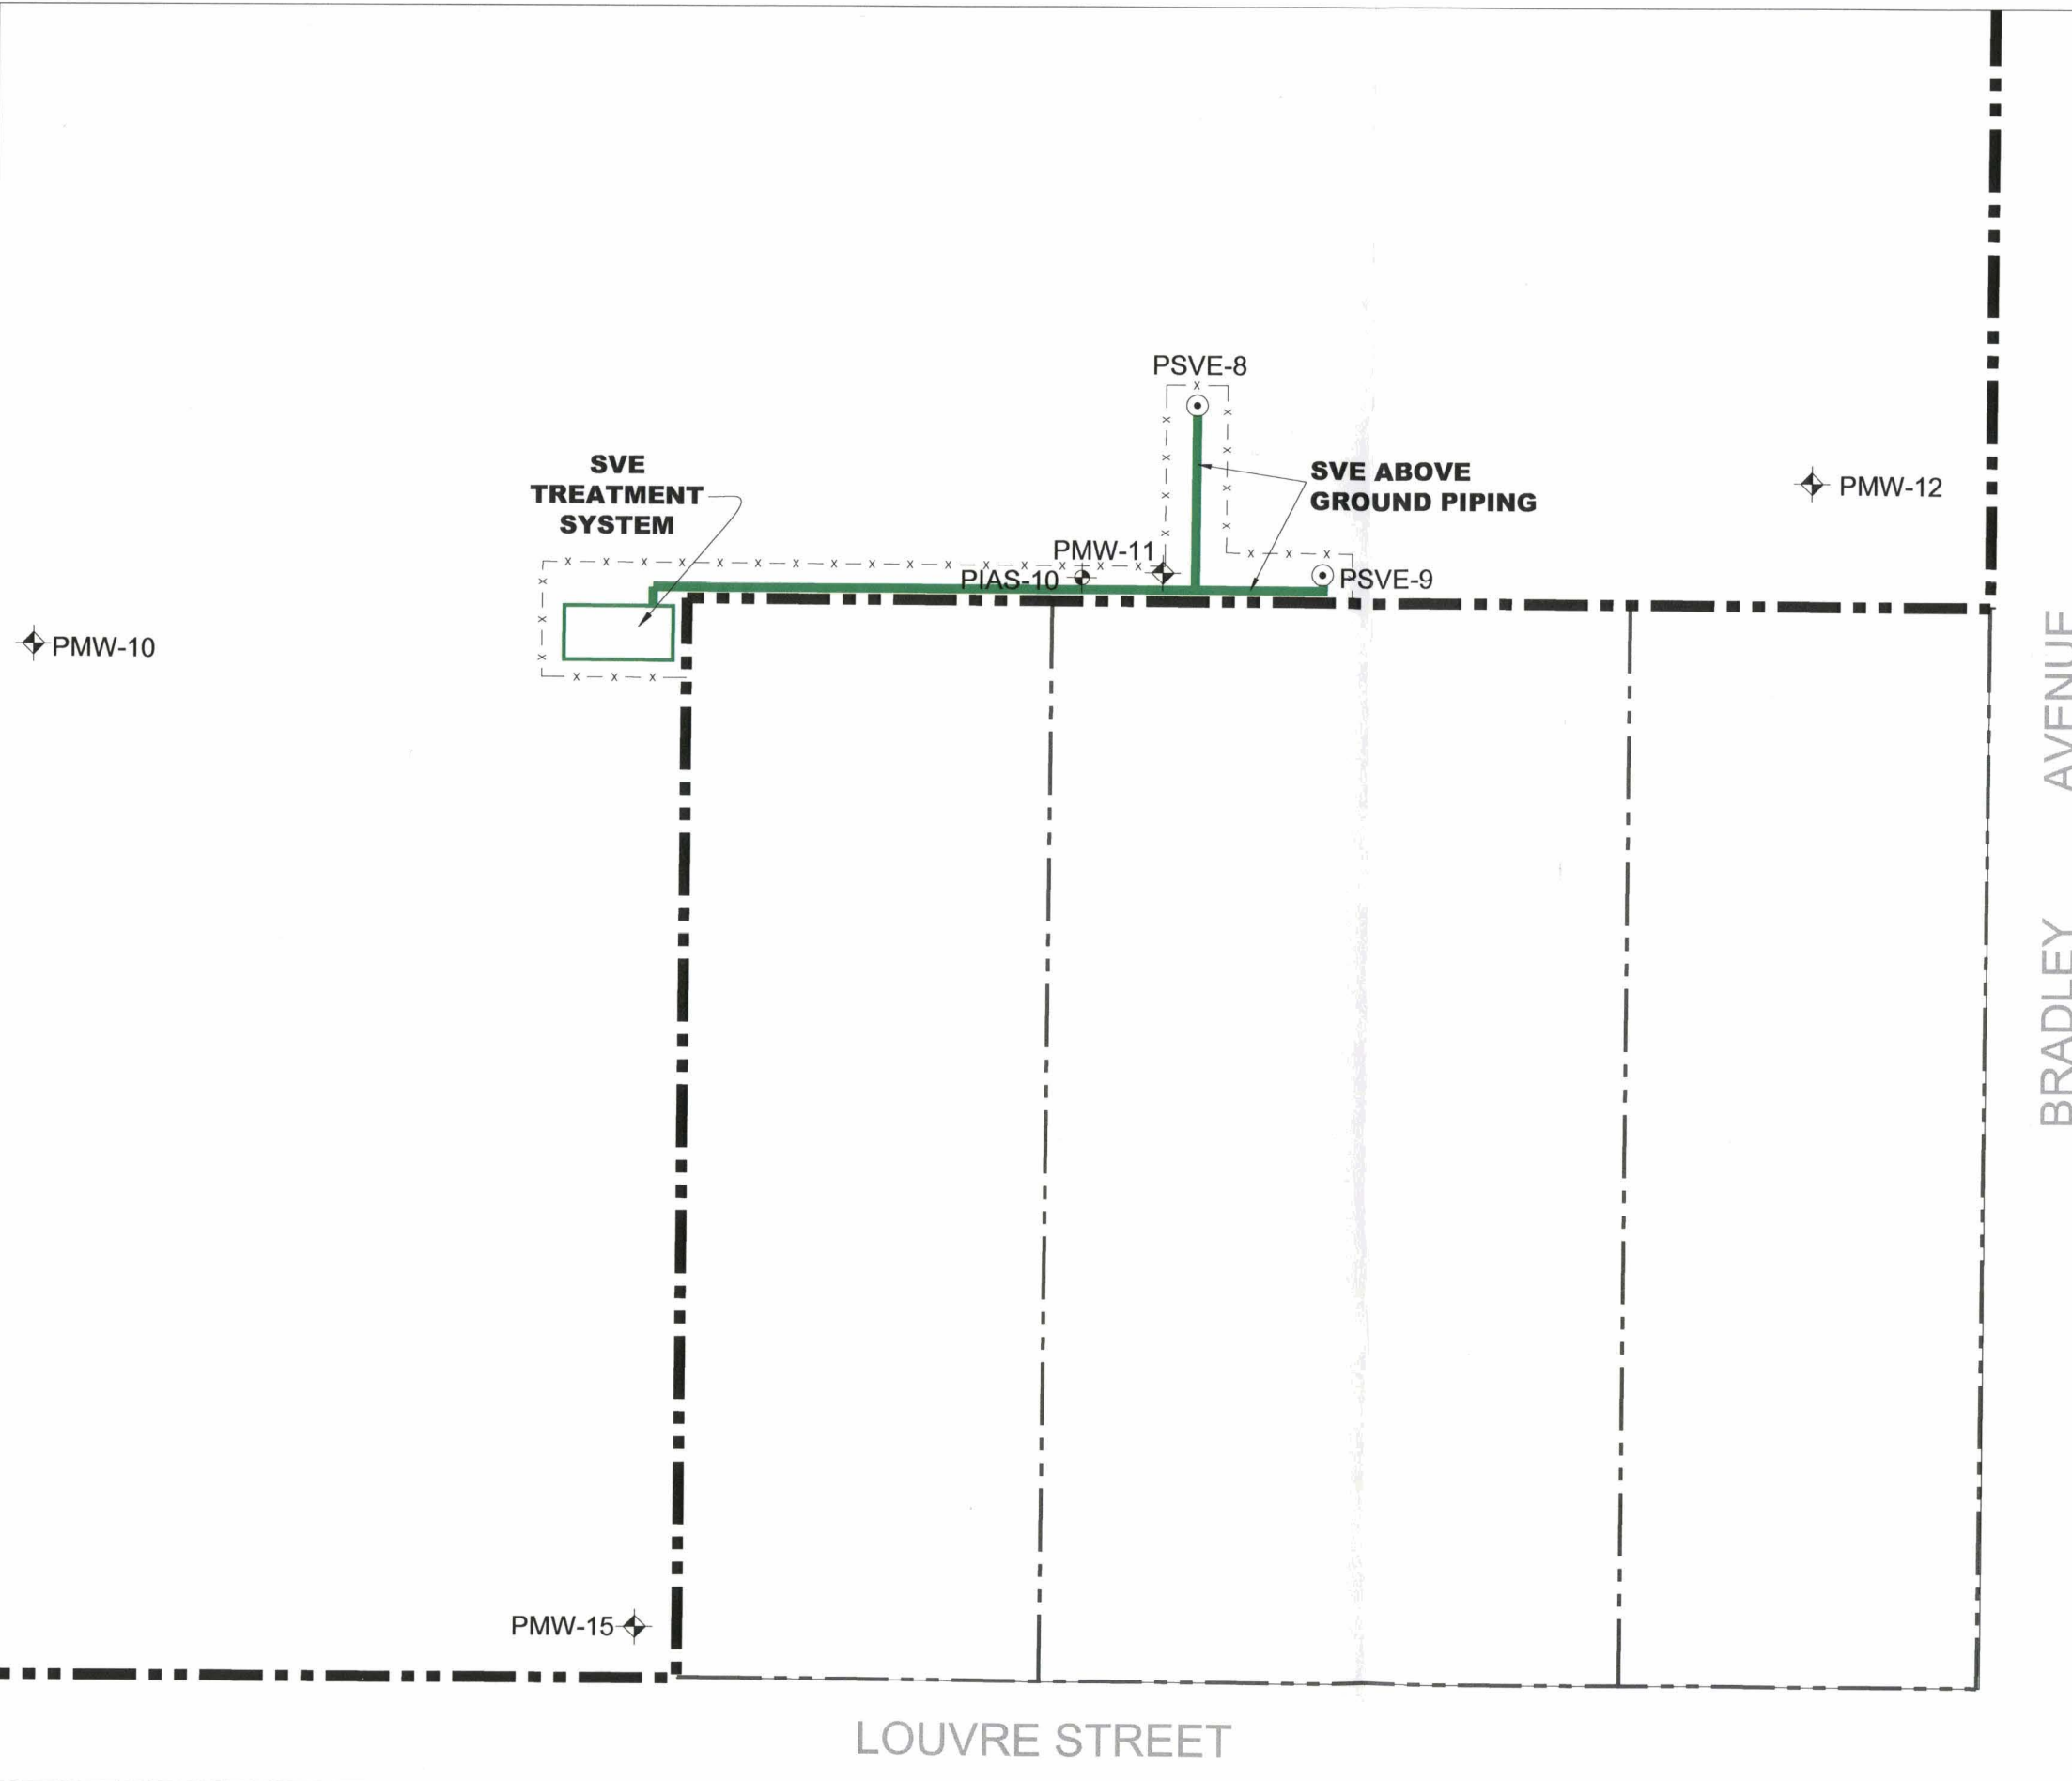 PSVE-8
SVE
TREATMENT
SYSTEM
SVE ABOVE
GROUND PIPING
PMW-12
PMW-11
PIAS-10
PSVE-9
PMW-10
BRADLEY AVENUE
PMW-15
LOUVRE STREET